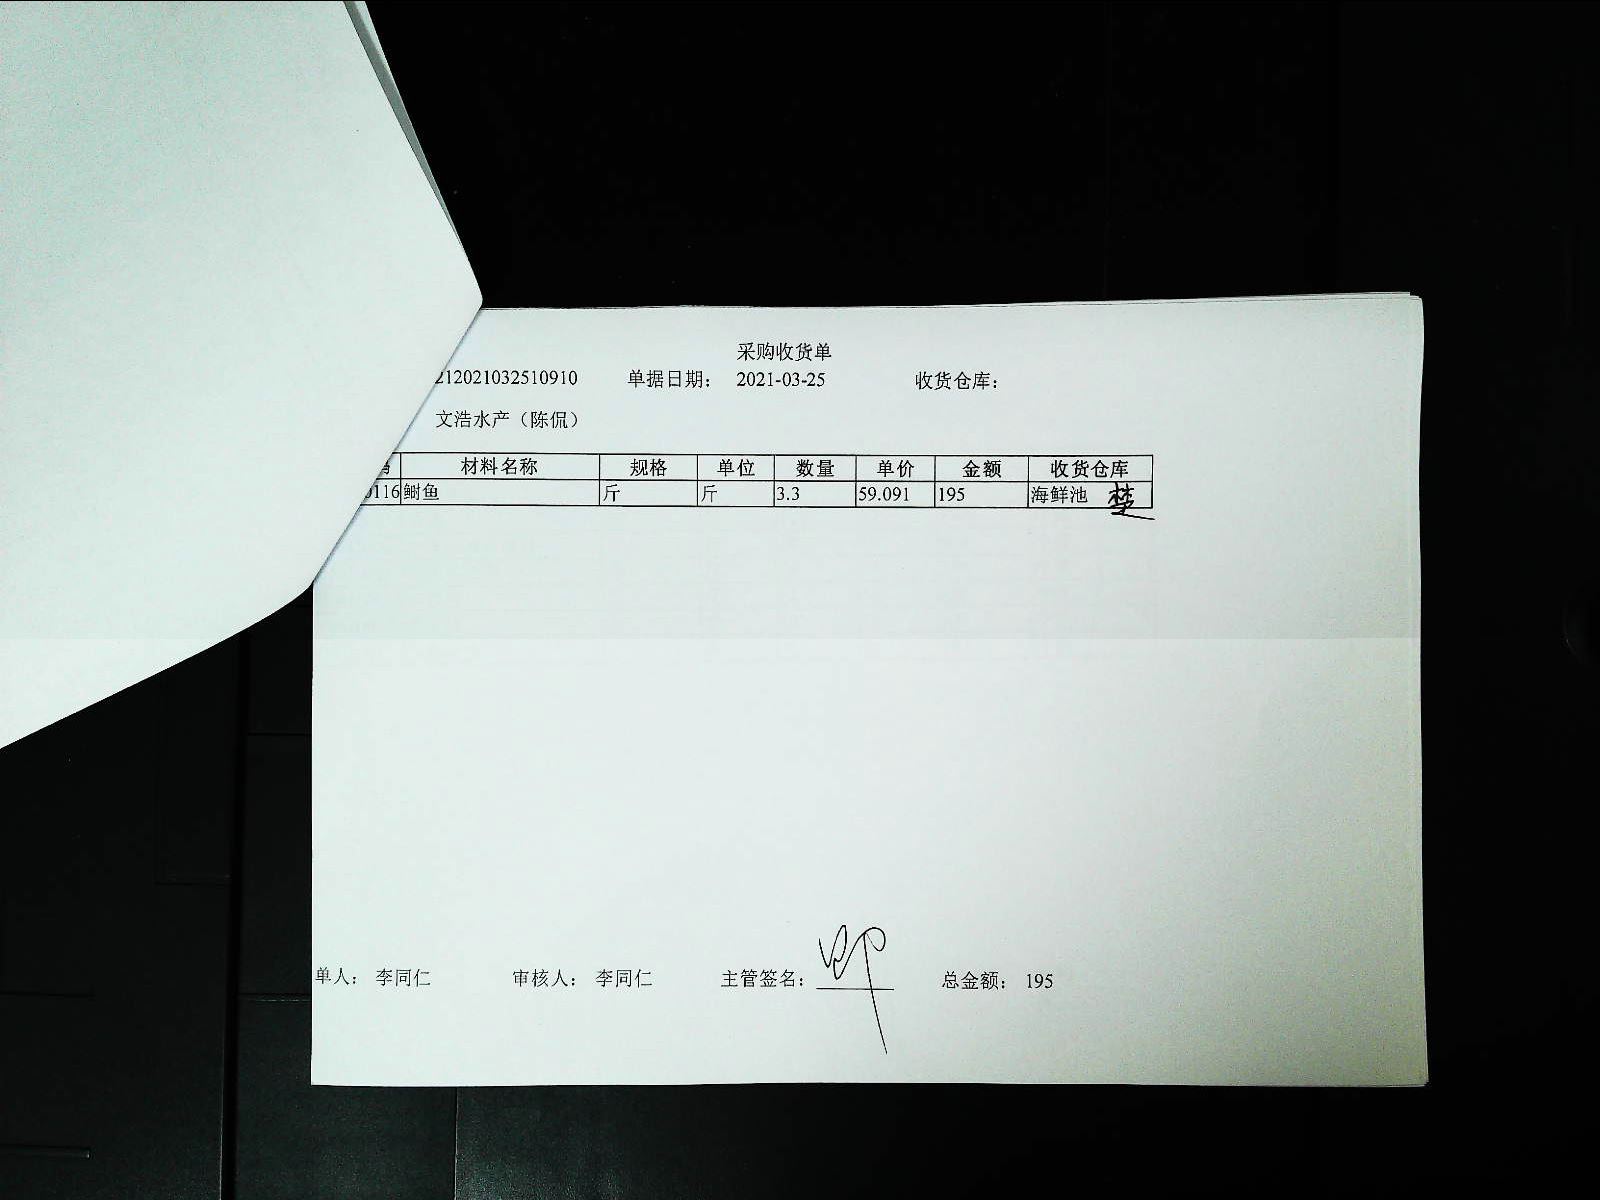 采购收货单
212021032510910 单据日期： 2021-03-25 收货仓库：
文浩水产（陈侃）
材料名称 规格 单位 数量 单价 金额 收货仓库
0116 鲥鱼 斤 斤 3.3 59.091 195 海鲜池 楚
单人： 李同仁 审核人： 李同仁 主管签名： 总金额： 195